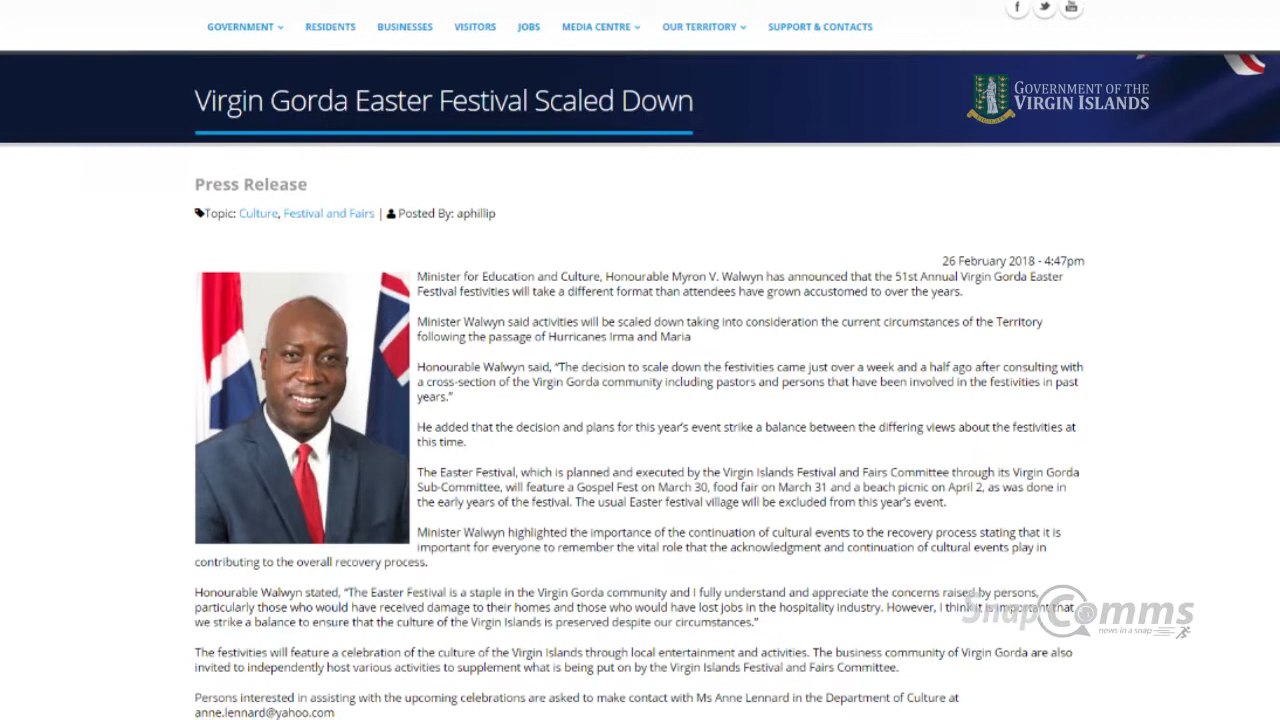 GOVERNMENT RESIDENTS BUSINESSES VISITORS JOBS MEDIA CENTRE OUR TERRITORY SUPPORT & CONTACTS
Virgin Gorda Easter Festival Scaled Down
GOVERNMENT OF THE
VIRGIN ISLANDS
Press Release
Topic: Culture, Festival and Fairs | Posted By: aphillip
26 February 2018 - 4:47pm
Minister for Education and Culture, Honourable Myron V. Walwyn has announced that the 51st Annual Virgin Gorda Easter
Festival festivities will take a different format than attendees have grown accustomed to over the years.
Minister Walwyn said activities will be scaled down taking into consideration the current circumstances of the Territory
following the passage of Hurricanes Irma and Maria
Honourable Walwyn said, “The decision to scale down the festivities came just over a week and a half ago after consulting with
a cross-section of the Virgin Gorda community including pastors and persons that have been involved in the festivities in past
years.”
He added that the decision and plans for this year’s event strike a balance between the differing views about the festivities at
this time.
The Easter Festival, which is planned and executed by the Virgin Islands Festival and Fairs Committee through its Virgin Gorda
Sub-Committee, will feature a Gospel Fest on March 30, food fair on March 31 and a beach picnic on April 2, as was done in
the early years of the festival. The usual Easter festival village will be excluded from this year’s event.
Minister Walwyn highlighted the importance of the continuation of cultural events to the recovery process stating that it is
important for everyone to remember the vital role that the acknowledgment and continuation of cultural events play in
contributing to the overall recovery process.
Honourable Walwyn stated, “The Easter Festival is a staple in the Virgin Gorda community and I fully understand and appreciate the concerns raised by persons,
particularly those who would have received damage to their homes and those who would have lost jobs in the hospitality industry. However, I think it is important that
we strike a balance to ensure that the culture of the Virgin Islands is preserved despite our circumstances.”
SnapComms
news in a snap
The festivities will feature a celebration of the culture of the Virgin Islands through local entertainment and activities. The business community of Virgin Gorda are also
invited to independently host various activities to supplement what is being put on by the Virgin Islands Festival and Fairs Committee.
Persons interested in assisting with the upcoming celebrations are asked to make contact with Ms Anne Lennard in the Department of Culture at
anne.lennard@yahoo.com